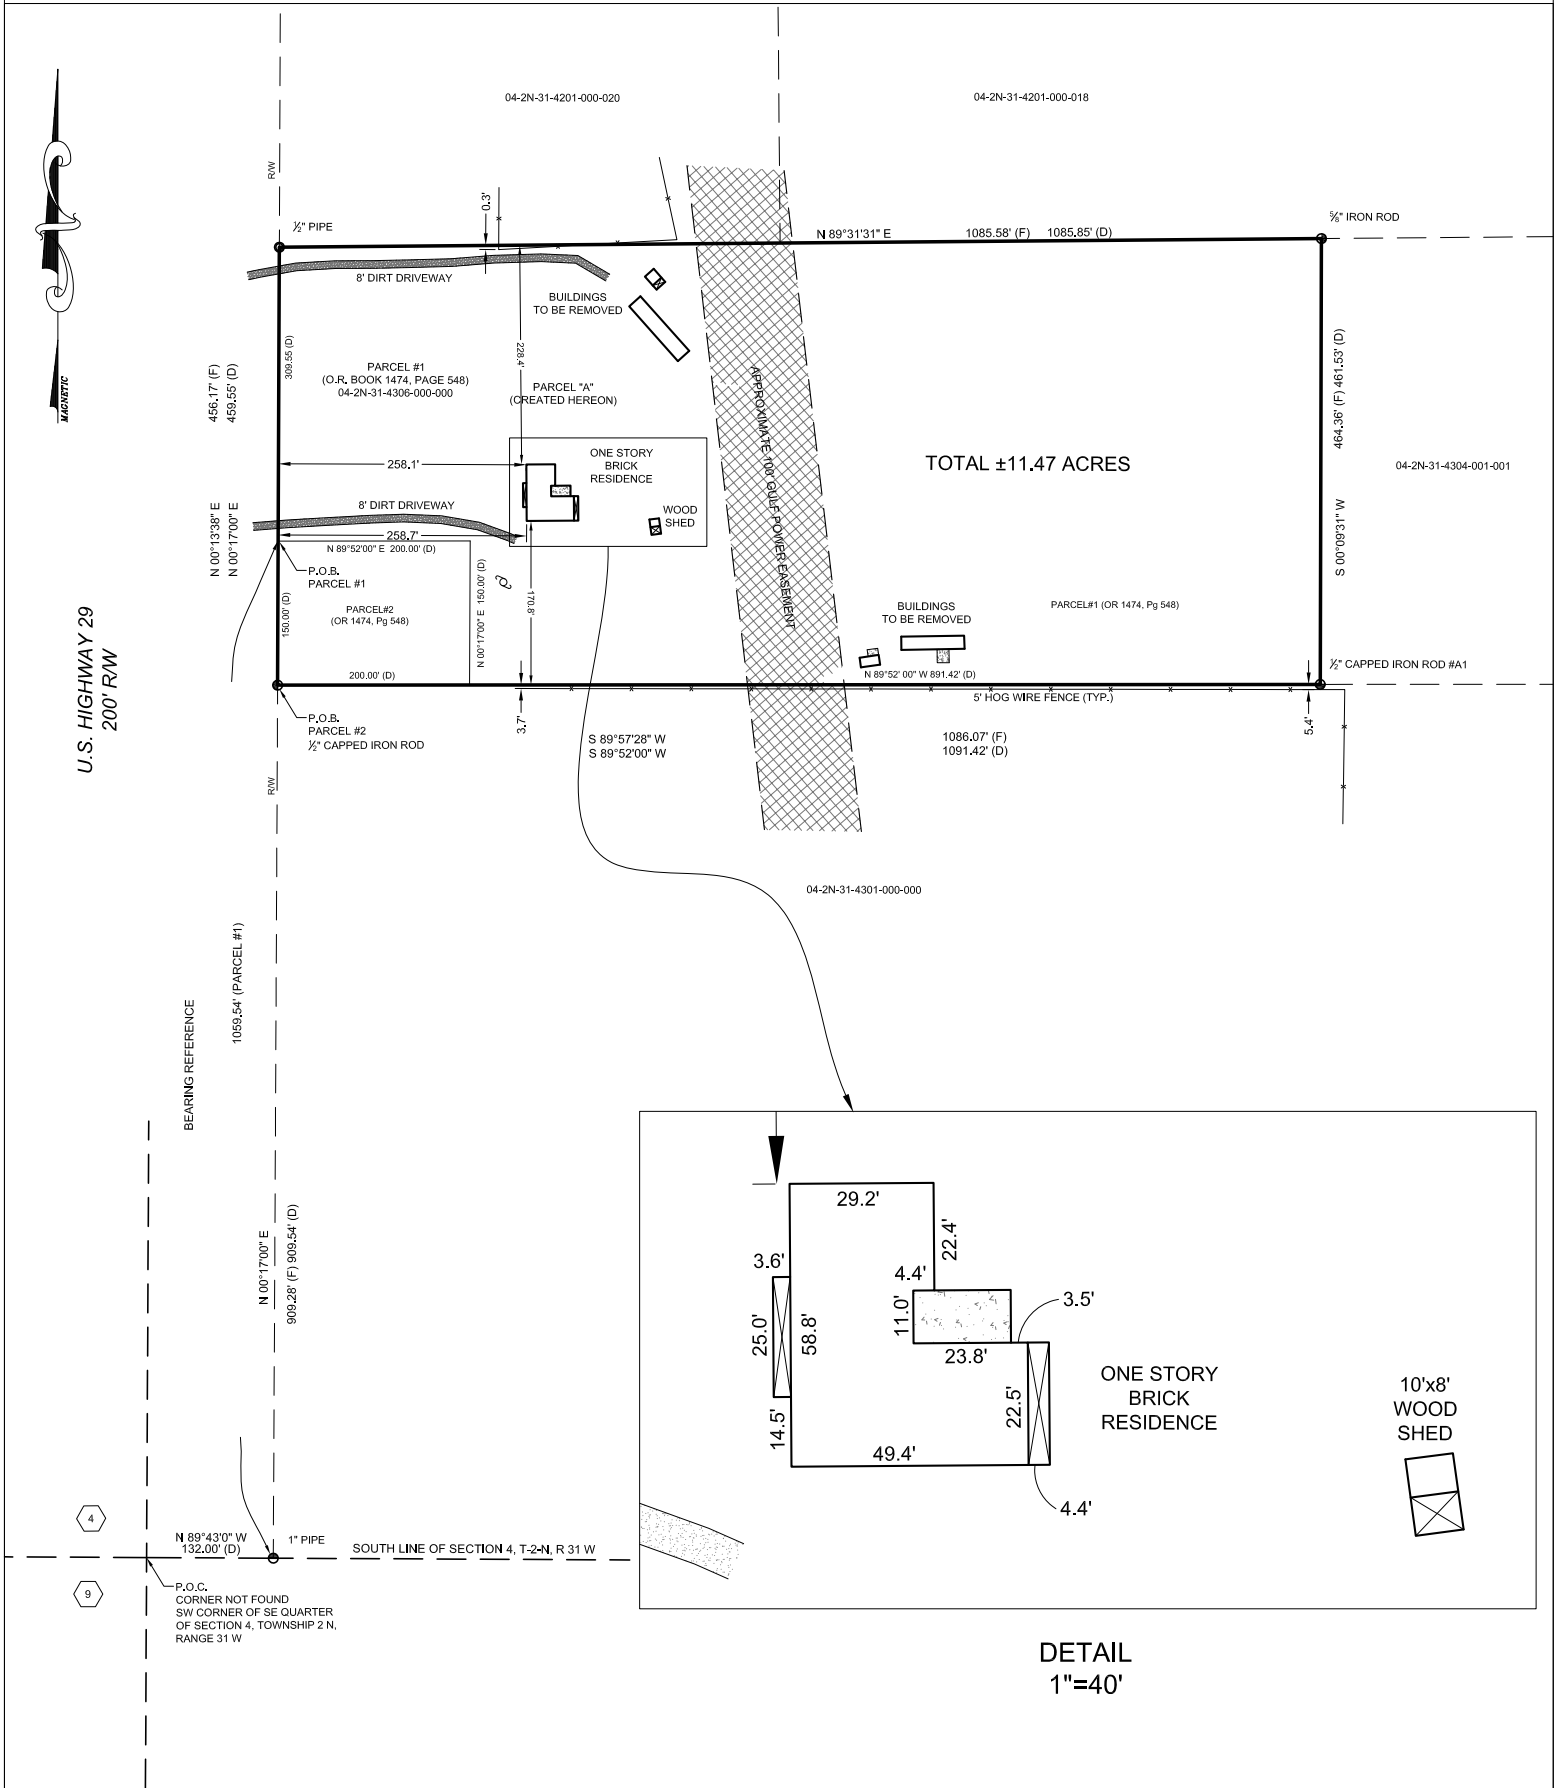 04-2N-31-4201-000-020
04-2N-31-4201-000-018
R/W
0.3'
½" PIPE
N 89°31'31" E
1085.58' (F)
1085.85' (D)
⅝" IRON ROD
8' DIRT DRIVEWAY
BUILDINGS
TO BE REMOVED
MAGNETIC
456.17' (F)
459.55' (D)
309.55 (D)
228.4'
PARCEL #1
(O.R. BOOK 1474, PAGE 548)
04-2N-31-4306-000-000
PARCEL "A"
(CREATED HEREON)
APPROXIMATE 100' GULF POWER EASEMENT
464.36' (F) 461.53' (D)
258.1'
ONE STORY
BRICK
RESIDENCE
TOTAL ±11.47 ACRES
04-2N-31-4304-001-001
8' DIRT DRIVEWAY
WOOD
SHED
258.7'
N 00°13'38" E
N 00°17'00" E
S 00°09'31" W
N 89°52'00" E 200.00' (D)
P.O.B.
PARCEL #1
150.00' (D)
PARCEL#2
(OR 1474, Pg 548)
N 00°17'00" E 150.00' (D)
170.8'
BUILDINGS
TO BE REMOVED
PARCEL#1 (OR 1474, Pg 548)
U.S. HIGHWAY 29
200' R/W
200.00' (D)
N 89°52' 00" W 891.42' (D)
½" CAPPED IRON ROD #A1
5' HOG WIRE FENCE (TYP.)
P.O.B.
PARCEL #2
½" CAPPED IRON ROD
3.7'
5.4'
S 89°57'28" W
S 89°52'00" W
1086.07' (F)
1091.42' (D)
R/W
04-2N-31-4301-000-000
1059.54' (PARCEL #1)
BEARING REFERENCE
N 00°17'00" E
909.28' (F) 909.54' (D)
29.2'
22.4'
3.6'
4.4'
3.5'
25.0'
58.8'
11.0'
23.8'
22.5'
14.5'
49.4'
4.4'
ONE STORY
BRICK
RESIDENCE
10'x8'
WOOD
SHED
4
N 89°43'0" W
132.00' (D)
1" PIPE
SOUTH LINE OF SECTION 4, T-2-N, R 31 W
9
P.O.C.
CORNER NOT FOUND
SW CORNER OF SE QUARTER
OF SECTION 4, TOWNSHIP 2 N,
RANGE 31 W
DETAIL
1"=40'